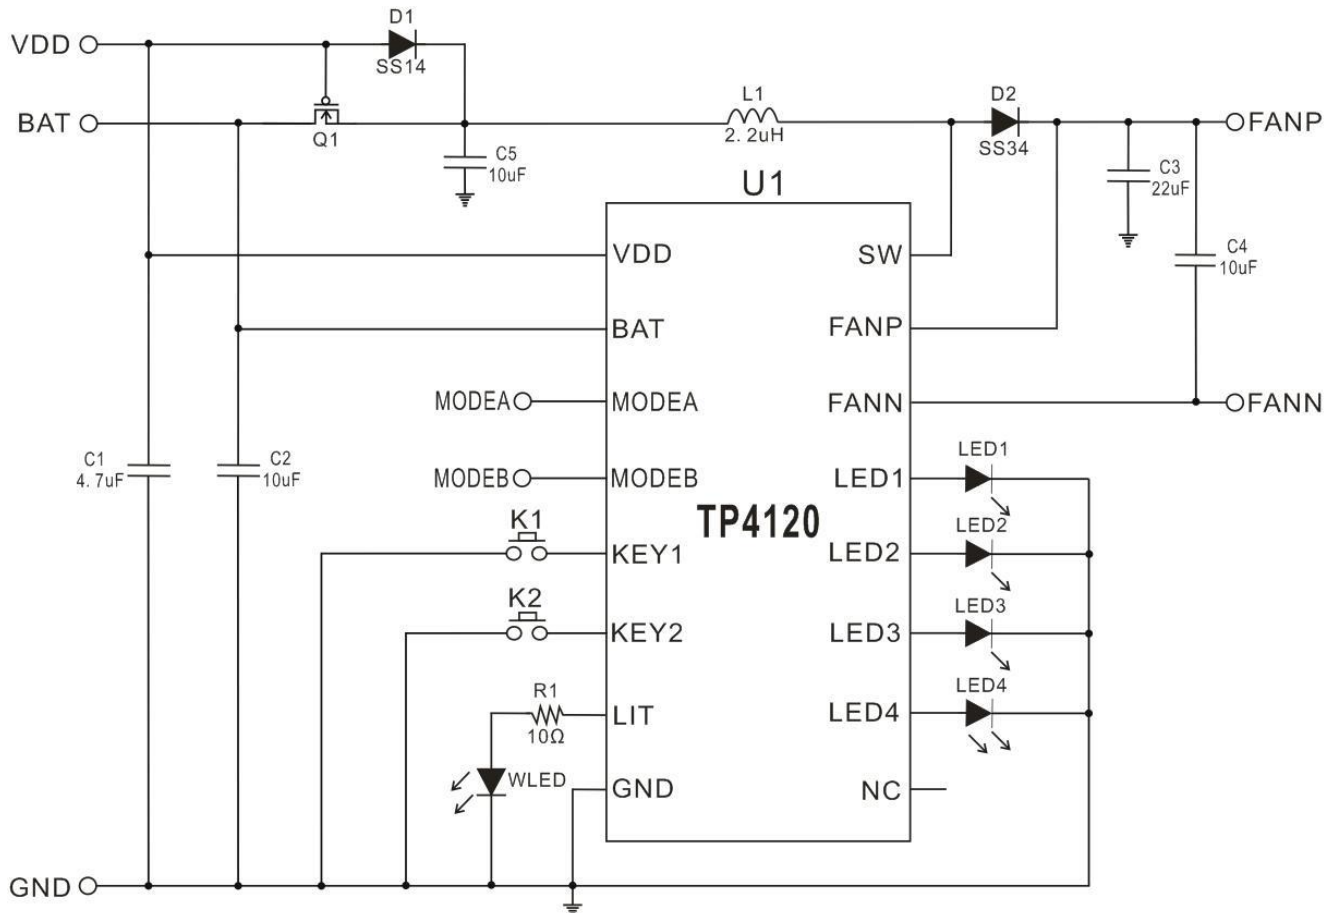 D1
VDD
SS14
BAT
Q1
C5
10uF
L1
2.2uH
D2
SS34
FANP
C3
22uF
U1
VDD
SW
C4
10uF
BAT
FANP
MODEA
MODEA
FANN
FANN
C1
4.7uF
C2
10uF
MODEB
MODEB
LED1
LED1
TP4120
K1
KEY1
LED2
LED2
K2
KEY2
LED3
LED3
R1
10Ω
LIT
LED4
LED4
WLED
GND
NC
GND